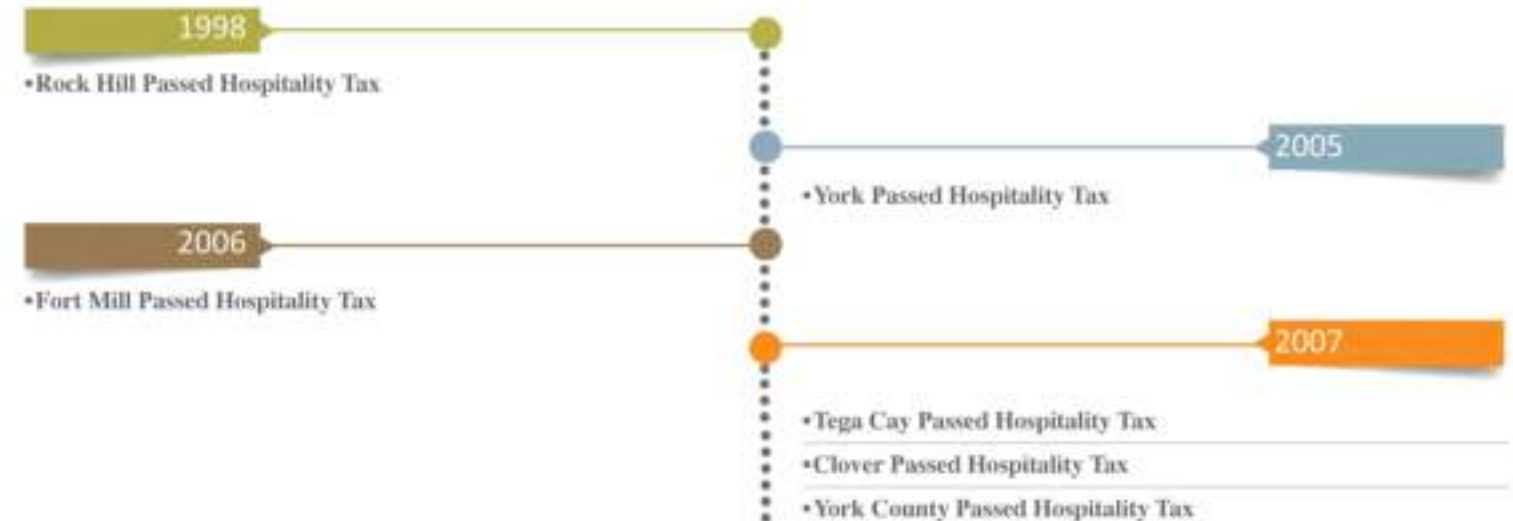 1998
•Rock Hill Passed Hospitality Tax
2005
•York Passed Hospitality Tax
2006
•Fort Mill Passed Hospitality Tax
2007
•Tega Cay Passed Hospitality Tax
•Clover Passed Hospitality Tax
•York County Passed Hospitality Tax